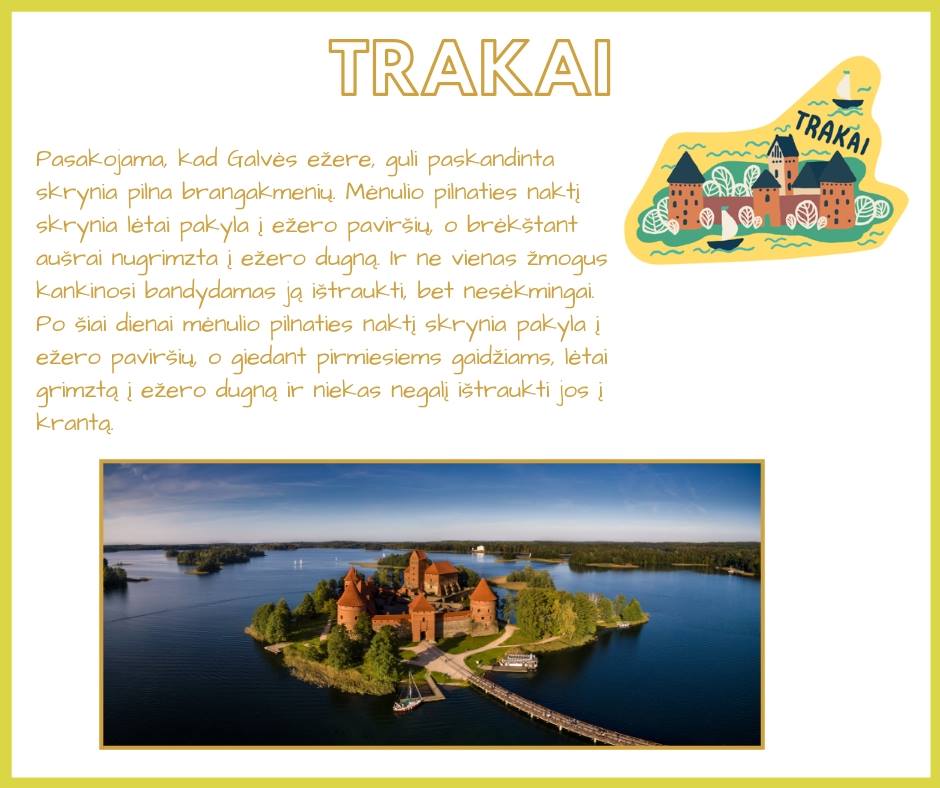 TRAKAI
TRAKAI
Pasakojama, kad Galvės ežere, guli paskandinta
skrynia pilna brangakmenių. Mėnulio pilnaties naktį
skrynia lėtai pakyla į ežero paviršių, o brėkštant
aušrai nugrimzta į ežero dugną. Ir ne vienas žmogus
kankinosi bandydamas ją ištraukti, bet nesėkmingai.
Po šiai dienai mėnulio pilnaties naktį skrynia pakyla į
ežero paviršių, o giedant pirmiesiems gaidžiams, lėtai
grimztą į ežero dugną ir niekas negalį ištraukti jos į
krantą.